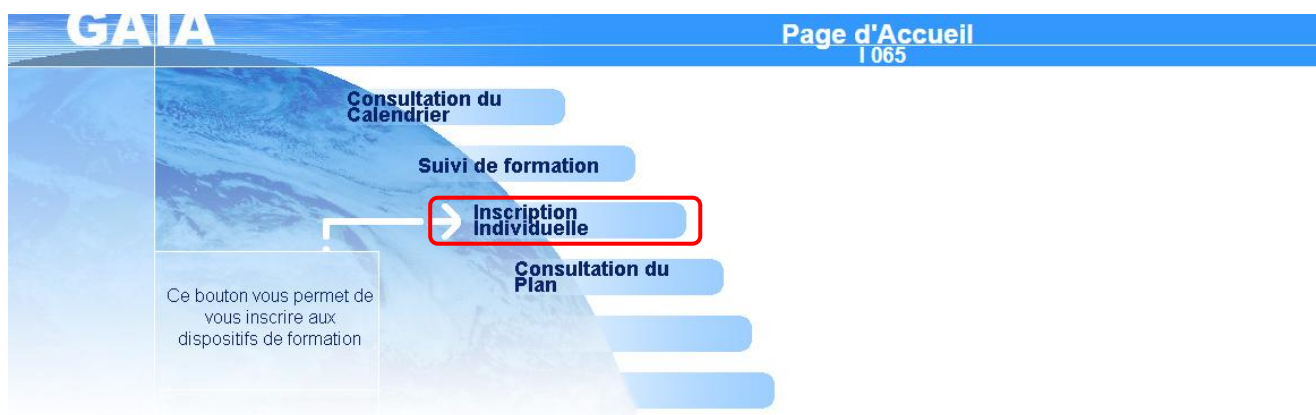 GAIA
Page d'Accueil
I 065
Consultation du
Calendrier
Suivi de formation
Inscription
Individuelle
Consultation du
Plan
Ce bouton vous permet de
vous inscrire aux
dispositifs de formation